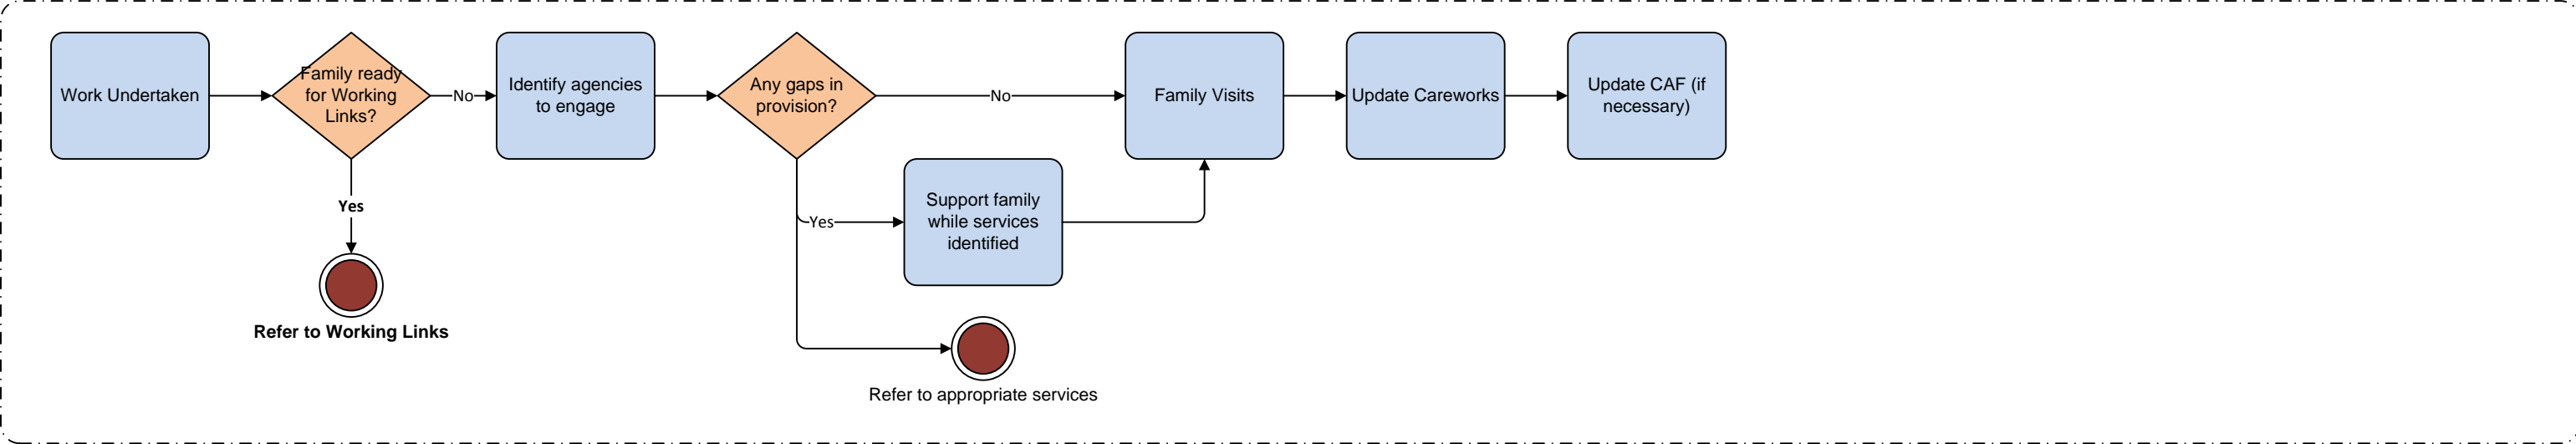 Work Undertaken
Family ready
for Working
Links?
No
Identify agencies
to engage
Any gaps in
provision?
No
Family Visits
Update Careworks
Update CAF (if
necessary)
Yes
Yes
Support family
while services
identified
Refer to Working Links
Refer to appropriate services